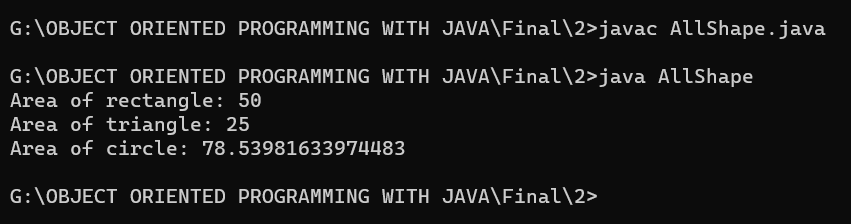 G:\OBJECT ORIENTED PROGRAMMING WITH JAVA\Final\2>javac AllShape.java
G:\OBJECT ORIENTED PROGRAMMING WITH JAVA\Final\2>java AllShape
Area of rectangle: 50
Area of triangle: 25
Area of circle: 78.53981633974483
G:\OBJECT ORIENTED PROGRAMMING WITH JAVA\Final\2>